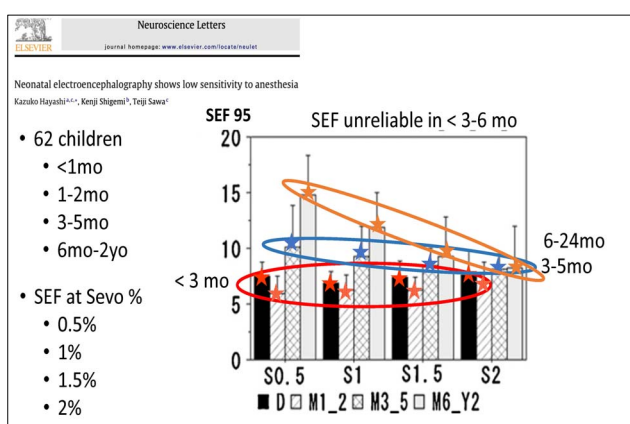 Neuroscience Letters
ELSEVIER
journal homepage: www.elsevier.com/locate/neulet
Neonatal electroencephalography shows low sensitivity to anesthesia
Kazuko Hayashi a,c,*, Kenji Shigemi b, Teiji Sawa c
• 62 children
• <1mo
• 1-2mo
• 3-5mo
• 6mo-2yo
• SEF at Sevo %
• 0.5%
• 1%
• 1.5%
• 2%
SEF 95
SEF unreliable in < 3-6 mo
20
15
10
5
0
< 3 mo
6-24mo
3-5mo
S0.5 S1 S1.5 S2
D M1_2 M3_5 M6_Y2